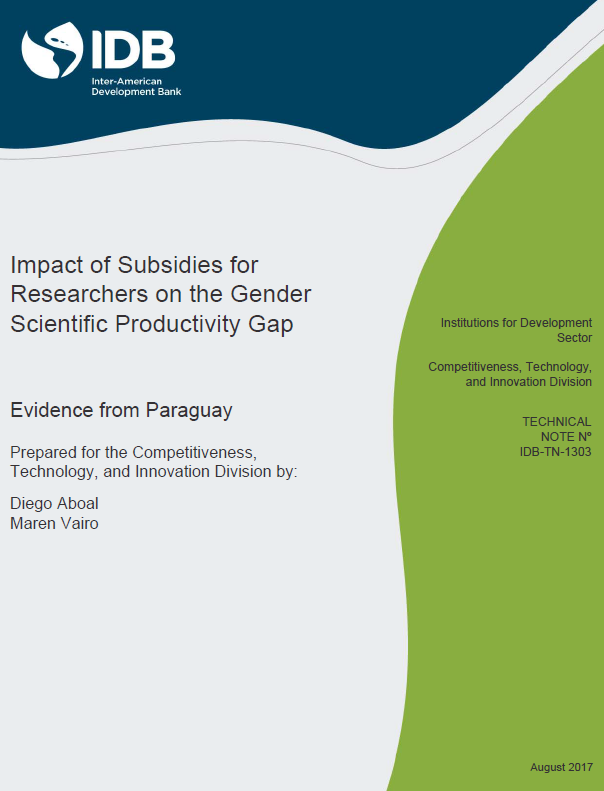 IDB
Inter-American
Development Bank
Impact of Subsidies for
Researchers on the Gender
Scientific Productivity Gap
Evidence from Paraguay
Prepared for the Competitiveness,
Technology, and Innovation Division by:
Diego Aboal
Maren Vairo
Institutions for Development
Sector
Competitiveness, Technology,
and Innovation Division
TECHNICAL
NOTE Nº
IDB-TN-1303
August 2017